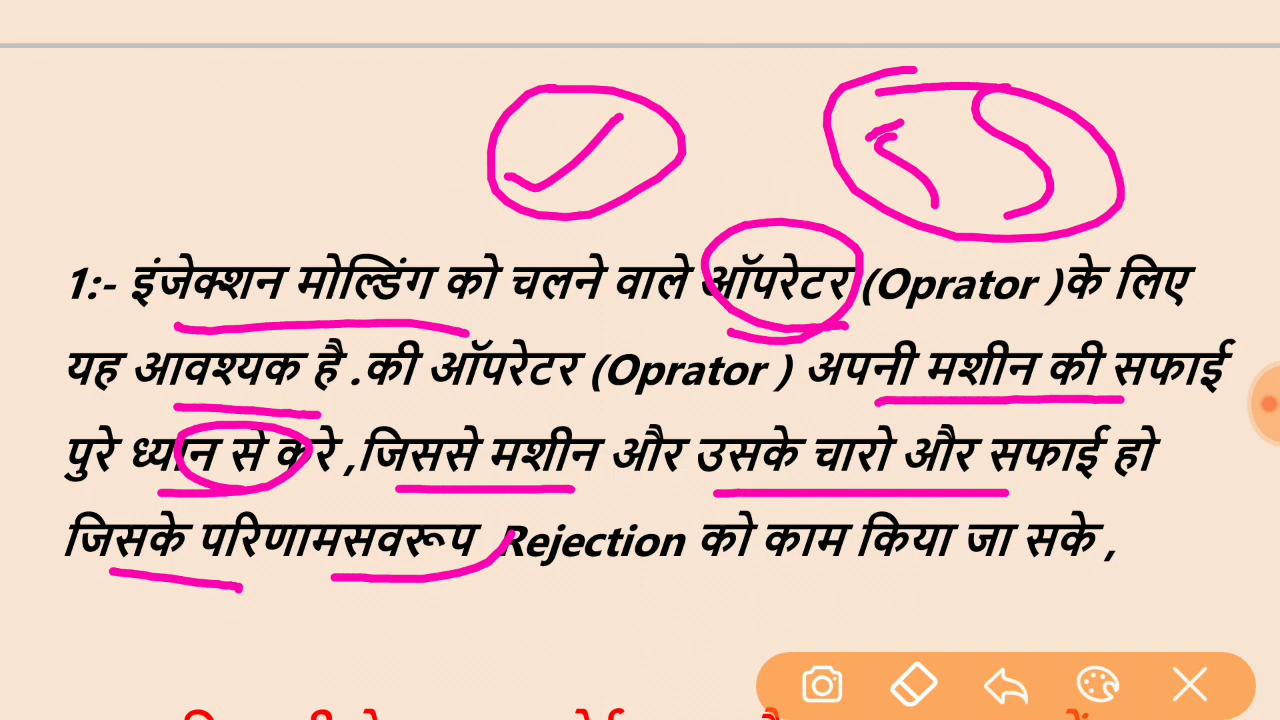 1:- इंजेक्शन मोल्डिंग को चलने वाले ऑपरेटर (Oprator )के लिए
यह आवश्यक है .की ऑपरेटर (Oprator ) अपनी मशीन की सफाई
पुरे ध्यान से करे ,जिससे मशीन और उसके चारो और सफाई हो
जिसके परिणामसवरूप Rejection को काम किया जा सके ,